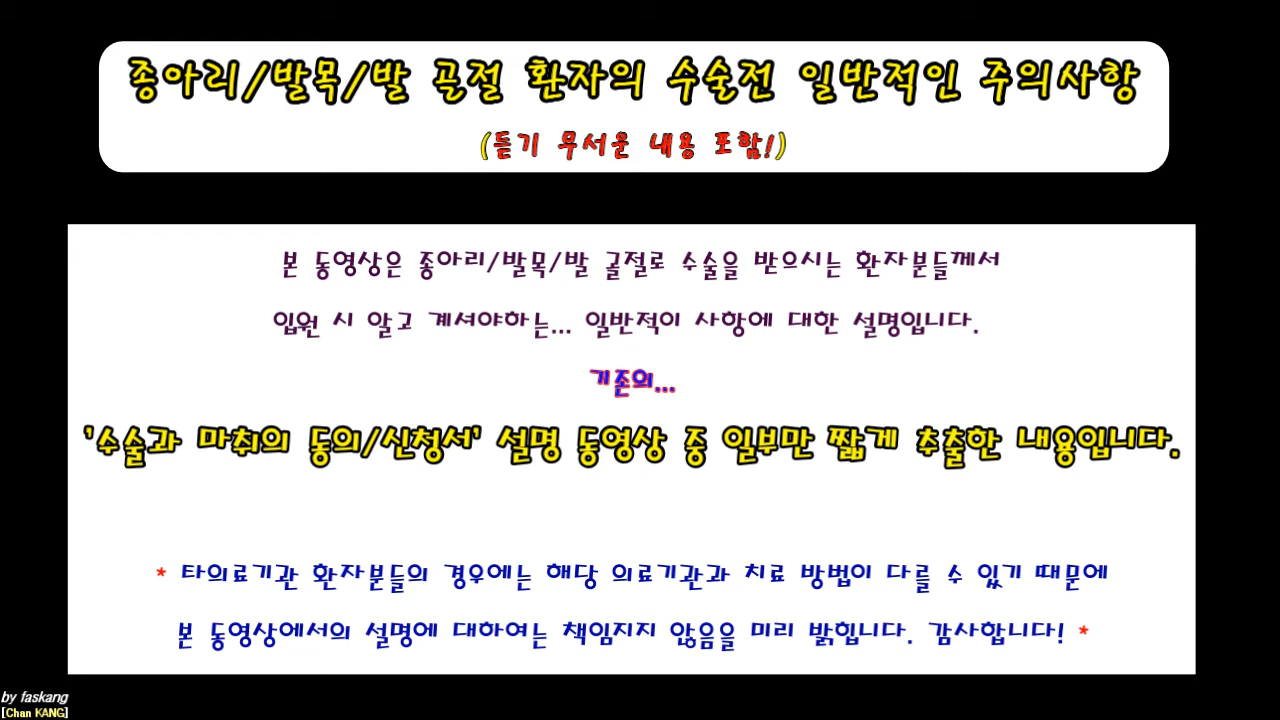 종아리/발목/발 골절 환자의 수술전 일반적인 주의사항
(듣기 무서운 내용 포함!)
본 동영상은 종아리/발목/발 골절로 수술을 받으시는 환자분들께서
입원 시 알고 계셔야하는... 일반적이 사항에 대한 설명입니다.
기존의...
'수술과 마취의 동의/신청서' 설명 동영상 중 일부만 짧게 추출한 내용입니다.
* 타의료기관 환자분들의 경우에는 해당 의료기관과 치료 방법이 다를 수 있기 때문에
본 동영상에서의 설명에 대하여는 책임지지 않음을 미리 밝힙니다. 감사합니다! *
by faskang
[Chan KANG]